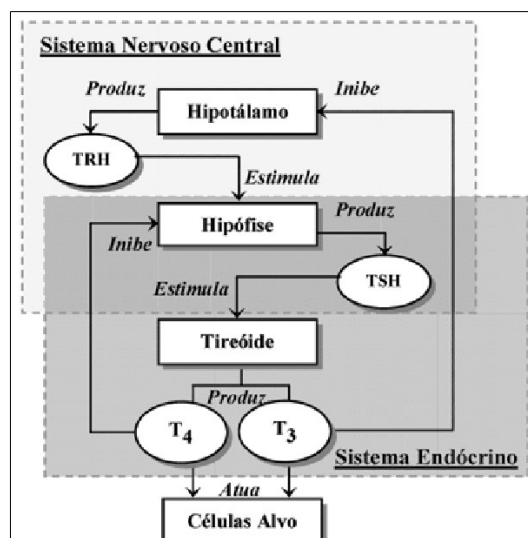 Sistema Nervoso Central
Produz
Inibe
Hipotálamo
TRH
Estimula
Produz
Hipófise
Inibe
TSH
Estimula
Tireóide
Produz
T4
T3
Sistema Endócrino
Atua
Células Alvo